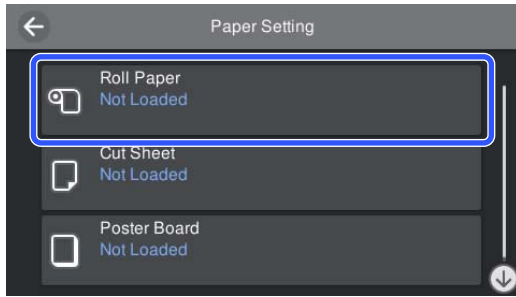 Paper Setting
Roll Paper
Not Loaded
Cut Sheet
Not Loaded
Poster Board
Not Loaded